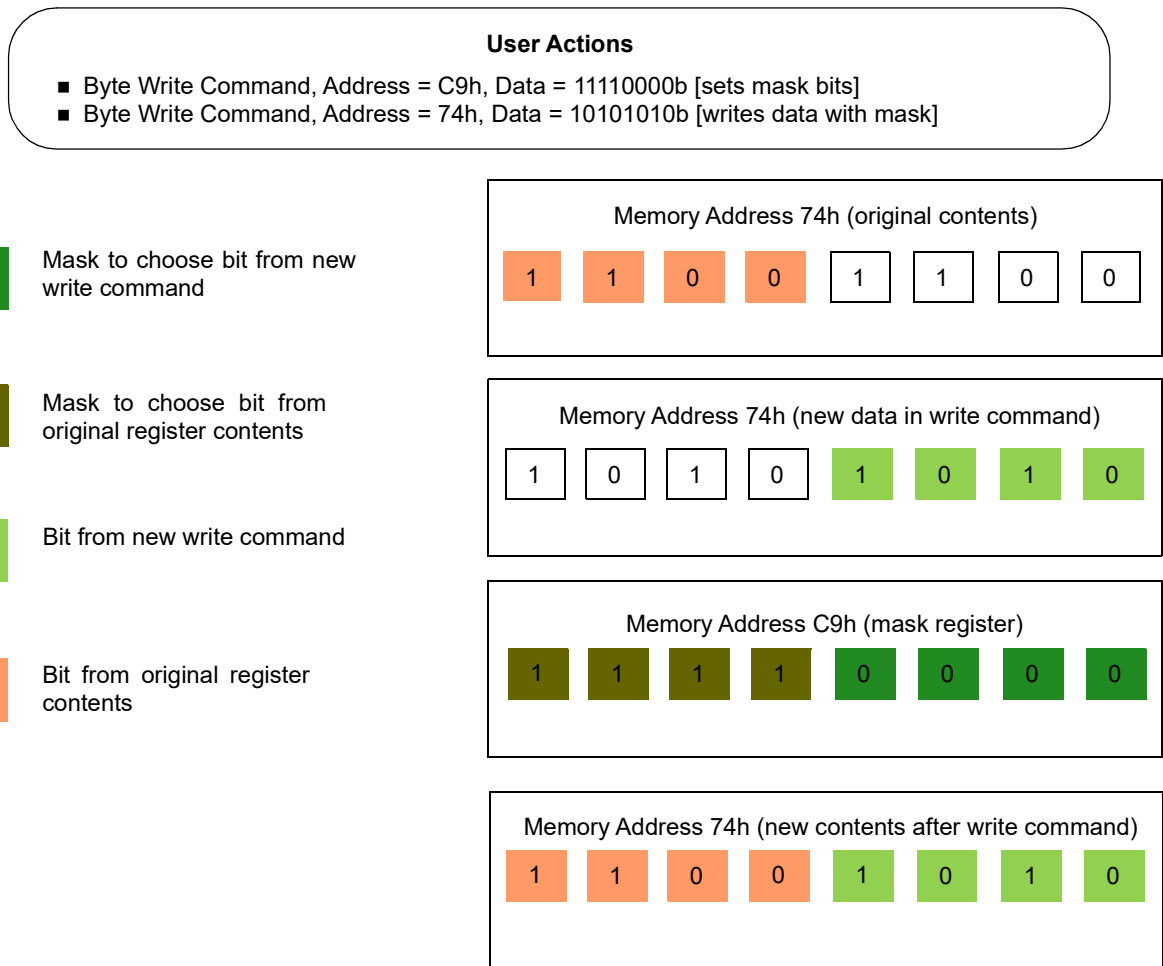 User Actions
■ Byte Write Command, Address = C9h, Data = 11110000b [sets mask bits]
■ Byte Write Command, Address = 74h, Data = 10101010b [writes data with mask]
Mask to choose bit from new
write command
Mask to choose bit from
original register contents
Bit from new write command
Bit from original register
contents
Memory Address 74h (original contents)
1 1 0 0 1 1 0 0
Memory Address 74h (new data in write command)
1 0 1 0 1 0 1 0
Memory Address C9h (mask register)
1 1 1 1 0 0 0 0
Memory Address 74h (new contents after write command)
1 1 0 0 1 0 1 0